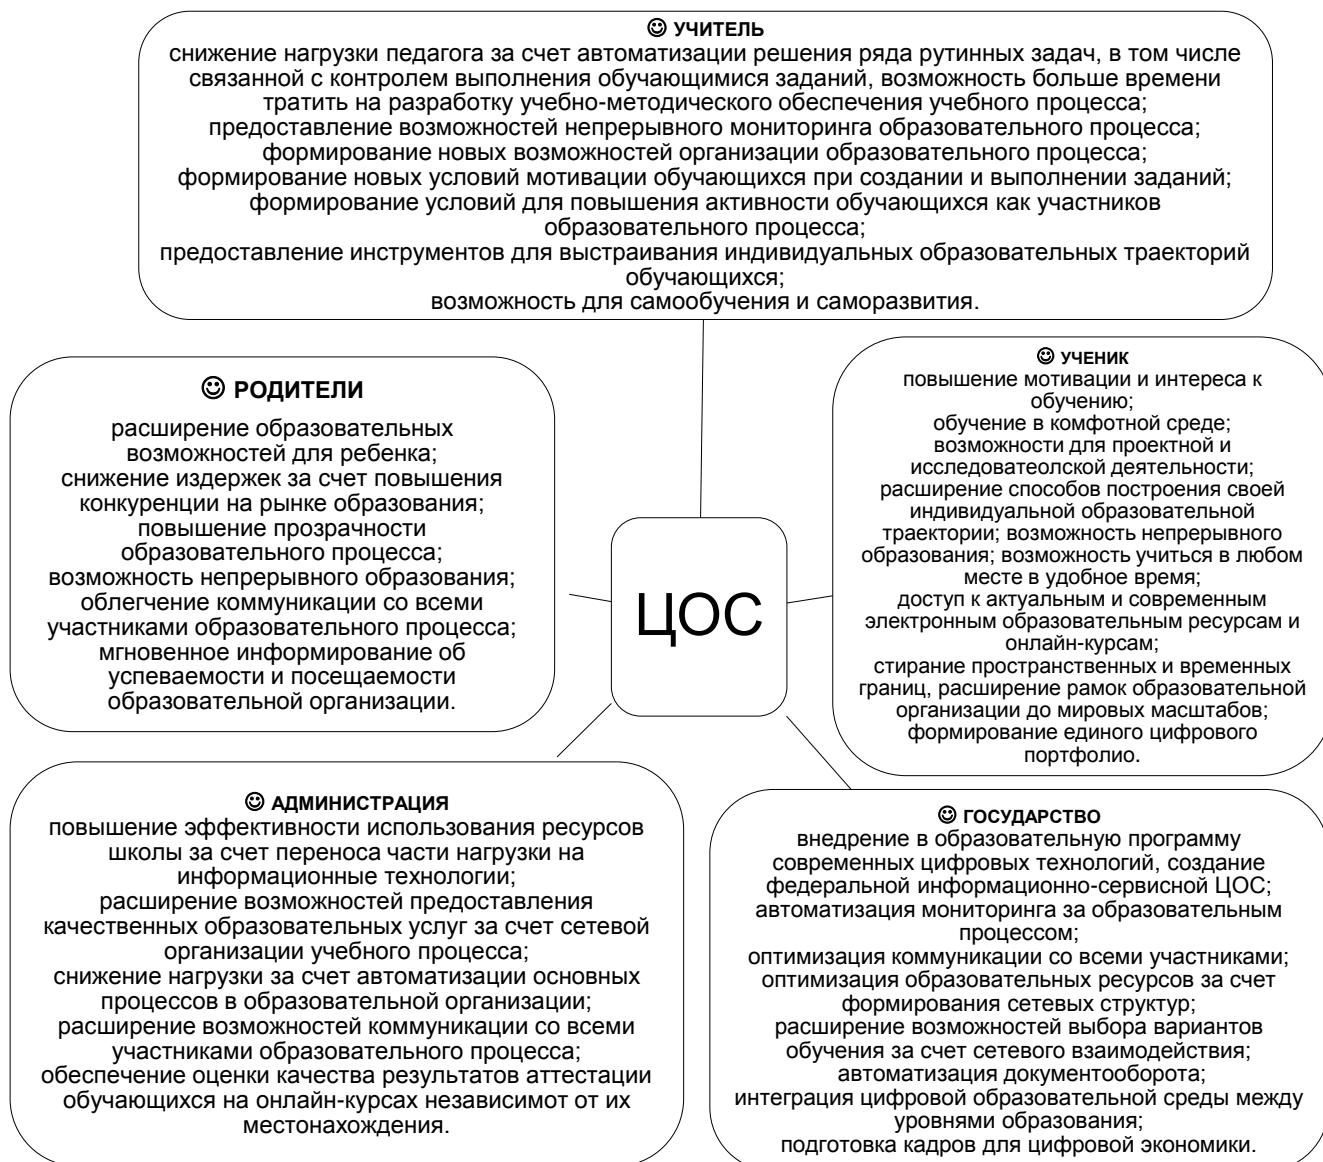 ☺ УЧИТЕЛЬ
снижение нагрузки педагога за счет автоматизации решения ряда рутинных задач, в том числе
связанной с контролем выполнения обучающимися заданий, возможность больше времени
тратить на разработку учебно-методического обеспечения учебного процесса;
предоставление возможностей непрерывного мониторинга образовательного процесса;
формирование новых возможностей организации образовательного процесса;
формирование новых условий мотивации обучающихся при создании и выполнении заданий;
формирование условий для повышения активности обучающихся как участников
образовательного процесса;
предоставление инструментов для выстраивания индивидуальных образовательных траекторий
обучающихся;
возможность для самообучения и саморазвития.
☺ РОДИТЕЛИ
расширение образовательных
возможностей для ребенка;
снижение издержек за счет повышения
конкуренции на рынке образования;
повышение прозрачности
образовательного процесса;
возможность непрерывного образования;
облегчение коммуникации со всеми
участниками образовательного процесса;
мгновенное информирование об
успеваемости и посещаемости
образовательной организации.
ЦОС
☺ УЧЕНИК
повышение мотивации и интереса к
обучению;
обучение в комфотной среде;
возможности для проектной и
исследоватеолской деятельности;
расширение способов построения своей
индивидуальной образовательной
траектории; возможность непрерывного
образования; возможность учиться в любом
месте в удобное время;
доступ к актуальным и современным
электронным образовательным ресурсам и
онлайн-курсам;
стирание пространственных и временных
границ, расширение рамок образовательной
организации до мировых масштабов;
формирование единого цифрового
портфолио.
☺ АДМИНИСТРАЦИЯ
повышение эффективности использования ресурсов
школы за счет переноса части нагрузки на
информационные технологии;
расширение возможностей предоставления
качественных образовательных услуг за счет сетевой
организации учебного процесса;
снижение нагрузки за счет автоматизации основных
процессов в образовательной организации;
расширение возможностей коммуникации со всеми
участниками образовательного процесса;
обеспечение оценки качества результатов аттестации
обучающихся на онлайн-курсах независимот от их
местонахождения.
☺ ГОСУДАРСТВО
внедрение в образовательную программу
современных цифровых технологий, создание
федеральной информационно-сервисной ЦОС;
автоматизация мониторинга за образовательным
процессом;
оптимизация коммуникации со всеми участниками;
оптимизация образовательных ресурсов за счет
формирования сетевых структур;
расширение возможностей выбора вариантов
обучения за счет сетевого взаимодействия;
автоматизация документооборота;
интеграция цифровой образовательной среды между
уровнями образования;
подготовка кадров для цифровой экономики.